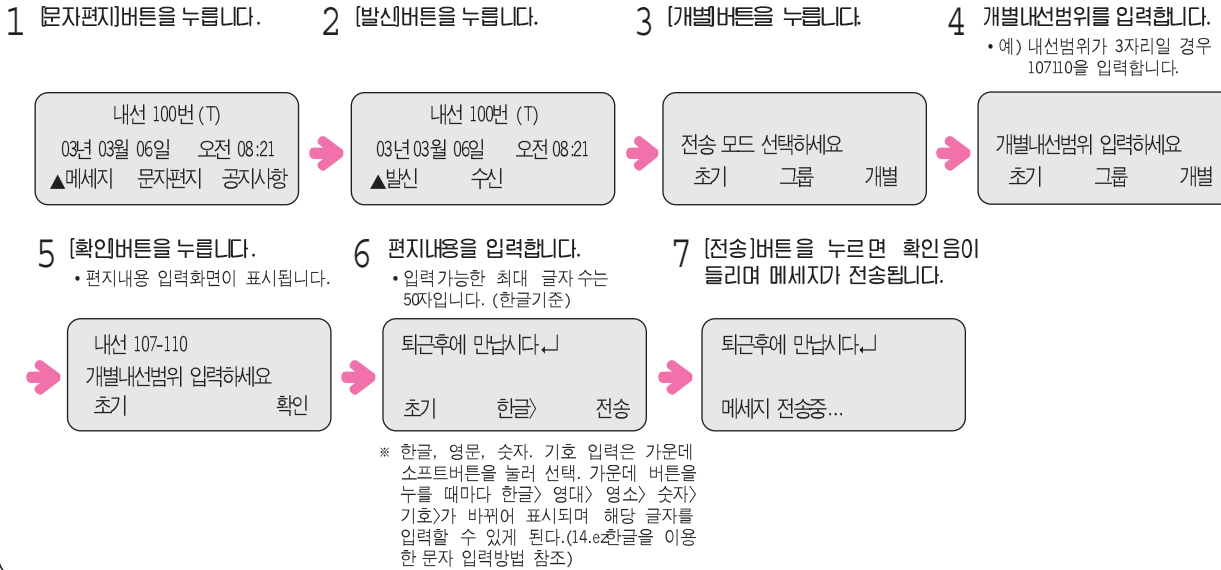 1 [문자편지]버튼을 누릅니다.
내선 100번 (T)
03년 03월 06일 오전 08:21
▲메세지 문자편지 공지사항
2 [발신]버튼을 누릅니다.
내선 100번 (T)
03년 03월 06일 오전 08:21
▲발신 수신
3 [개별]버튼을 누릅니다.
전송 모드 선택하세요
초기 그룹 개별
4 개별내선범위를 입력합니다.
• 예) 내선범위가 3자리일 경우
107110을 입력합니다.
개별내선범위 입력하세요
초기 그룹 개별
5 [확인]버튼을 누릅니다.
• 편지내용 입력화면이 표시됩니다.
내선 107-110
개별내선범위 입력하세요
초기 확인
6 편지내용을 입력합니다.
• 입력가능한 최대 글자수는
50자입니다. (한글기준)
퇴근후에 만납시다↲
초기 한글〉 전송
※ 한글, 영문, 숫자. 기호 입력은 가운데
소프트버튼을 눌러 선택. 가운데 버튼을
누를 때마다 한글〉 영대〉 영소〉 숫자〉
기호〉가 바뀌어 표시되며 해당 글자를
입력할 수 있게 된다.(14.ez한글을 이용
한 문자 입력방법 참조)
7 [전송]버튼을 누르면 확인음이
들리며 메세지가 전송됩니다.
퇴근후에 만납시다↲
메세지 전송중...